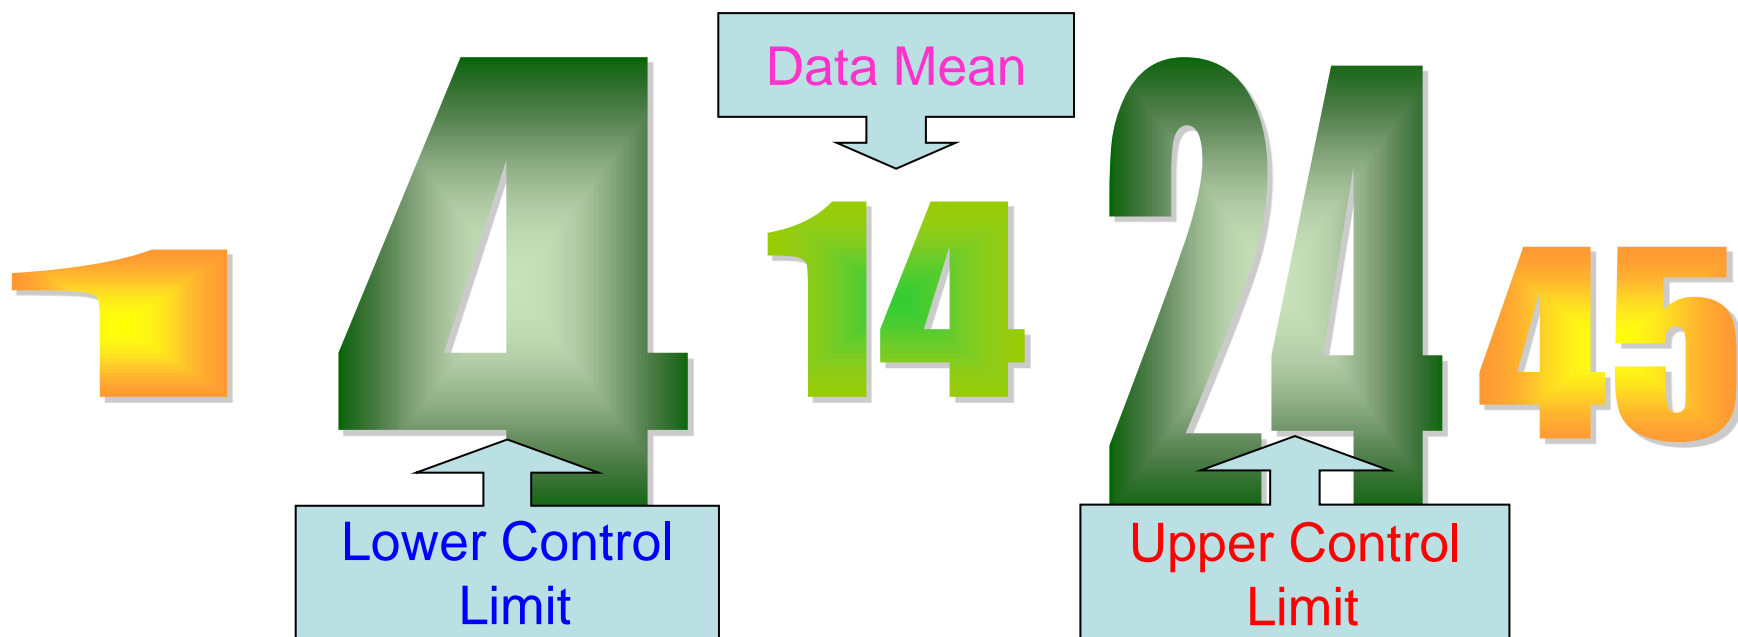 Data Mean
1 4 14 24 45
Lower Control
Limit
Upper Control
Limit